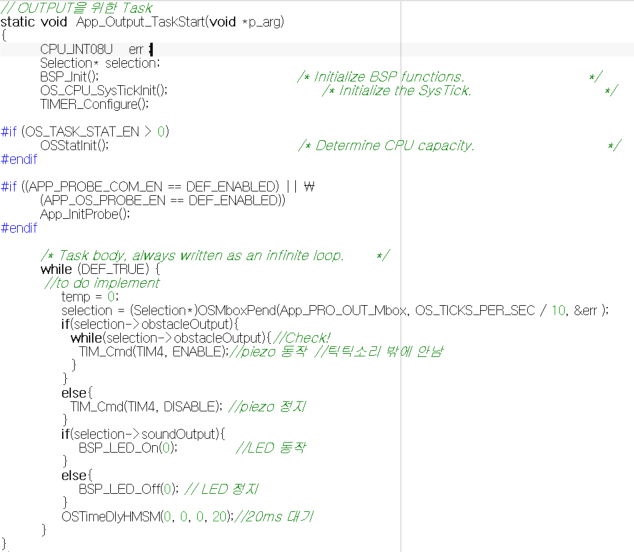 // OUTPUT을 위한 Task
static void App_Output_TaskStart(void *p_arg)
{
CPU_INT08U err ;
Selection* selection;
BSP_Init(); /* Initialize BSP functions. */
OS_CPU_SysTickInit(); /* Initialize the SysTick. */
TIMER_Configure();
#if (OS_TASK_STAT_EN > 0)
OSStatInit(); /* Determine CPU capacity. */
#endif
#if ((APP_PROBE_COM_EN == DEF_ENABLED) || ₩
(APP_OS_PROBE_EN == DEF_ENABLED))
App_InitProbe();
#endif
/* Task body, always written as an infinite loop. */
while (DEF_TRUE) {
//to do implement
temp = 0;
selection = (Selection*)OSMboxPend(App_PRO_OUT_Mbox, OS_TICKS_PER_SEC / 10, &err );
if(selection->obstacleOutput){
while(selection->obstacleOutput){//Check!
TIM_Cmd(TIM4, ENABLE);//piezo 동작 //틱틱소리 밖에 안남
}
}
else{
TIM_Cmd(TIM4, DISABLE); //piezo 정지
}
if(selection->soundOutput){
BSP_LED_On(0); //LED 동작
}
else{
BSP_LED_Off(0); // LED 정지
}
OSTimeDlyHMSM(0, 0, 0, 20);//20ms 대기
}
}